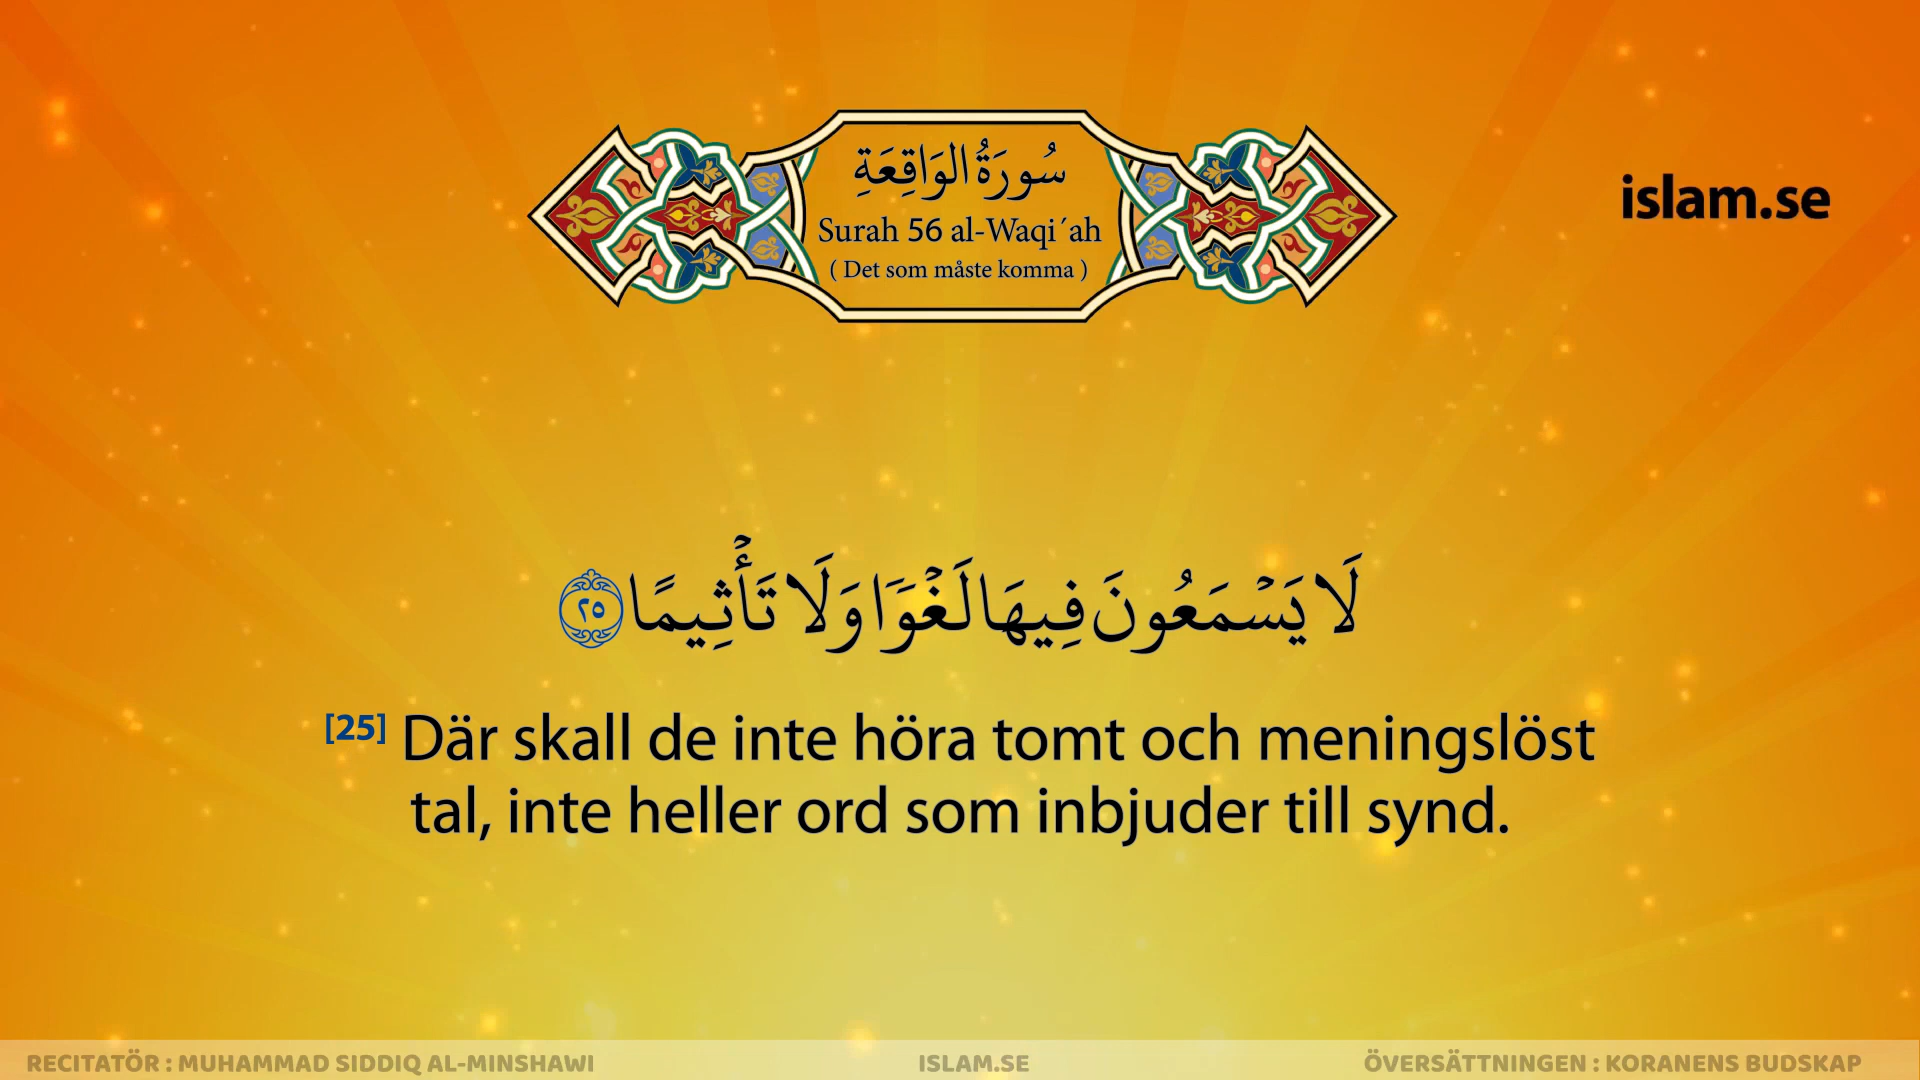 سُورَةُ الوَاقِعَةِ
Surah 56 al-Waqi´ah
( Det som måste komma )
islam.se
لَا يَسۡمَعُونَ فِيهَا لَغۡوٗا وَلَا تَأۡثِيمًا ٢٥
[25] Där skall de inte höra tomt och meningslöst
tal, inte heller ord som inbjuder till synd.
RECITATÖR : MUHAMMAD SIDDIQ AL-MINSHAWI
ISLAM.SE
ÖVERSÄTTNINGEN : KORANENS BUDSKAP